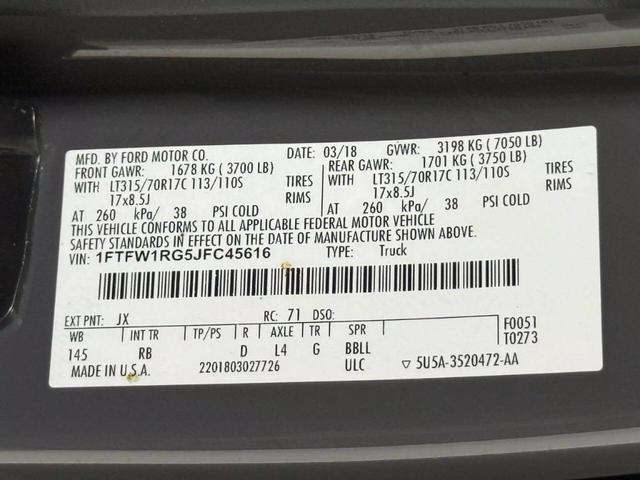 MFD. BY FORD MOTOR CO. DATE: 03/18 GVWR: 3198 KG ( 7050 LB)
FRONT GAWR: 1678 KG ( 3700 LB) REAR GAWR: 1701 KG ( 3750 LB)
WITH LT315/70R17C 113/110S TIRES WITH LT315/70R17C 113/110S TIRES
17x8.5J RIMS 17x8.5J RIMS
AT 260 kPa/ 38 PSI COLD AT 260 kPa/ 38 PSI COLD
THIS VEHICLE CONFORMS TO ALL APPLICABLE FEDERAL MOTOR VEHICLE
SAFETY STANDARDS IN EFFECT ON THE DATE OF MANUFACTURE SHOWN ABOVE.
VIN: 1FTFW1RG5JFC45616 TYPE: Truck
EXT PNT: JX RC: 71 DSO: F0051
WB INT TR TP/PS R AXLE TR SPR T0273
145 RB D L4 G BBLL
MADE IN U.S.A. 2201803027726 ULC ▽ 5U5A-3520472-AA